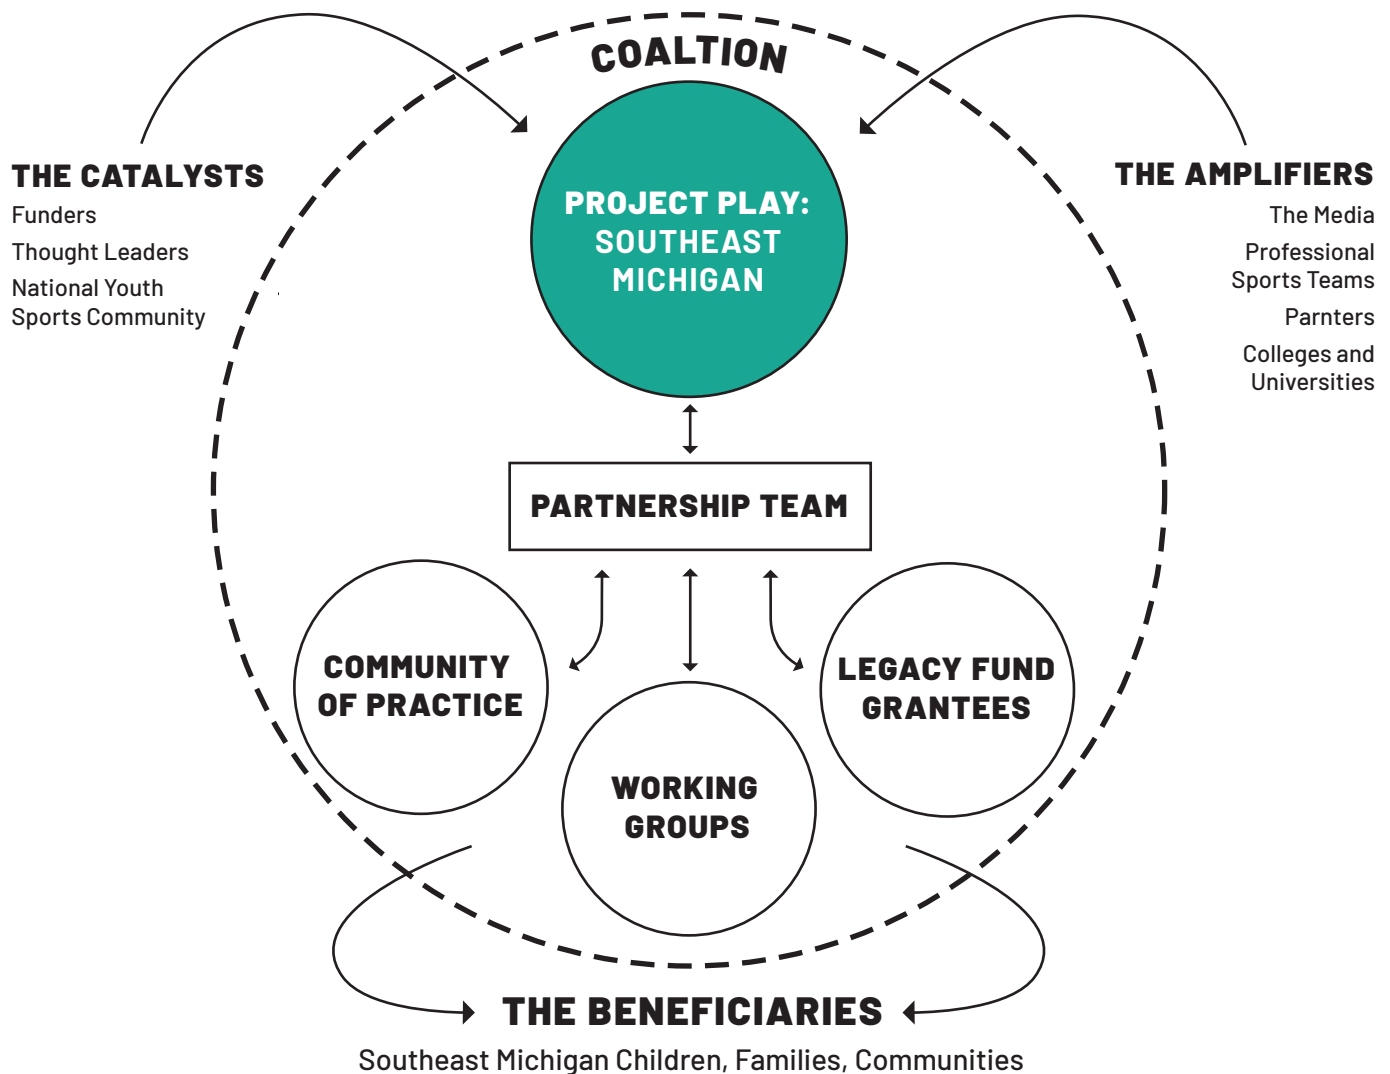 COALTION
PROJECT PLAY:
SOUTHEAST
MICHIGAN
THE CATALYSTS
Funders
Thought Leaders
National Youth
Sports Community
THE AMPLIFIERS
The Media
Professional
Sports Teams
Parnters
Colleges and
Universities
PARTNERSHIP TEAM
COMMUNITY
OF PRACTICE
WORKING
GROUPS
LEGACY FUND
GRANTEES
THE BENEFICIARIES
Southeast Michigan Children, Families, Communities